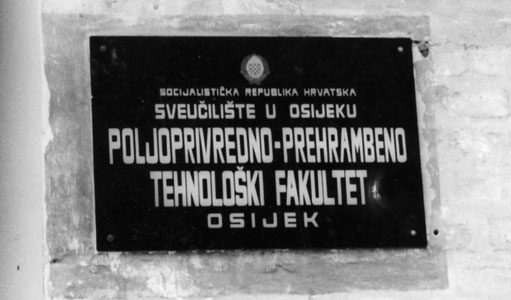 SOCIJALISTIČKA REPUBLIKA HRVATSKA
SVEUČILIŠTE U OSIJEKU
POLJOPRIVREDNO-PREHRAMBENO
TEHNOLOŠKI FAKULTET
OSIJEK